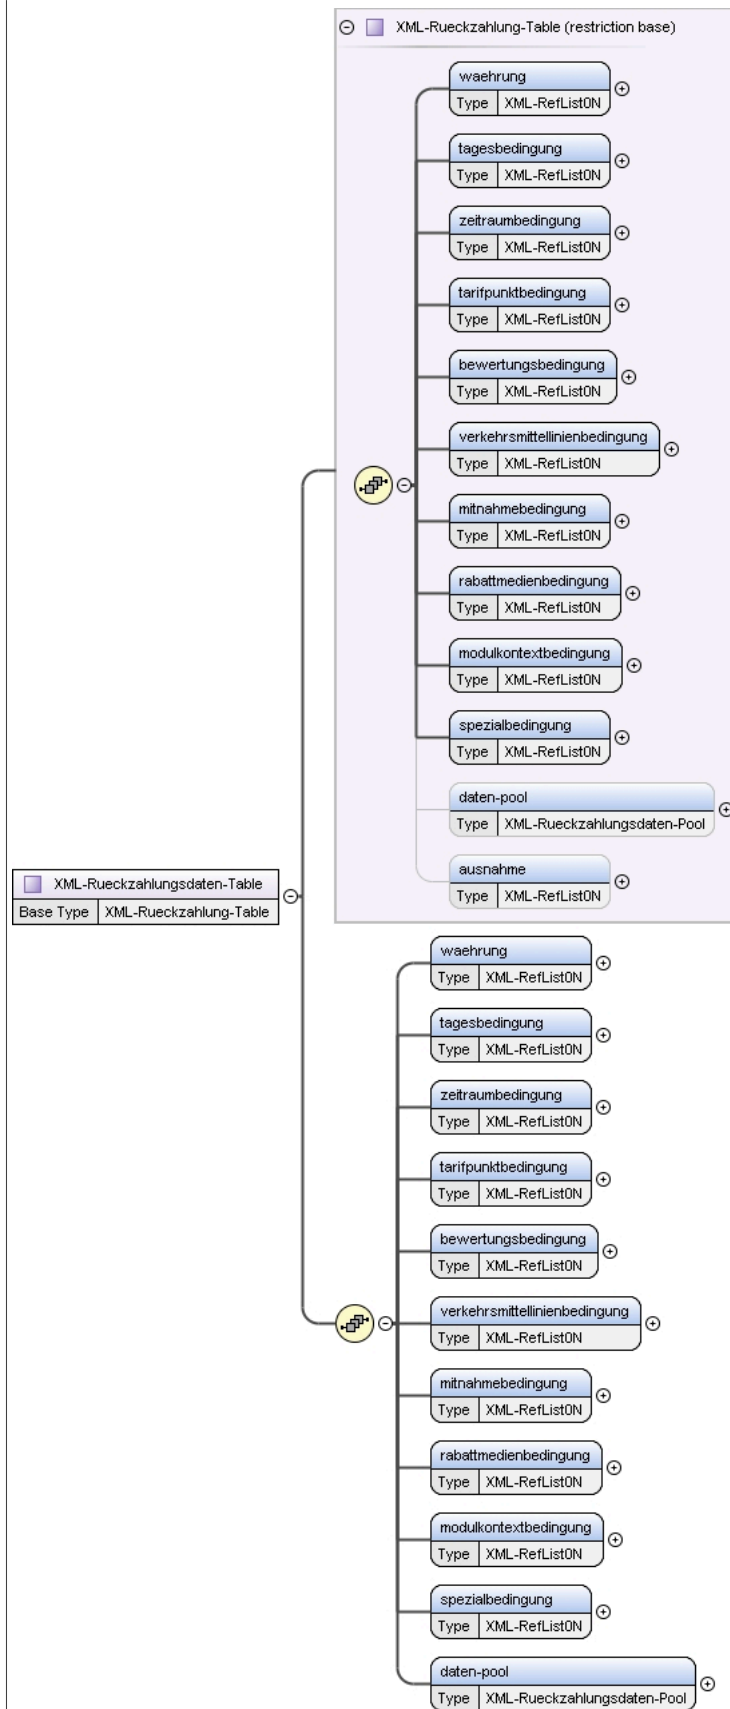 XML-Rueckzahlung-Table (restriction base)
waehrung
Type XML-RefList0N
tagesbedingung
Type XML-RefList0N
zeitraumbedingung
Type XML-RefList0N
tarifpunktbedingung
Type XML-RefList0N
bewertungsbedingung
Type XML-RefList0N
verkehrsmittellinienbedingung
Type XML-RefList0N
mitnahmebedingung
Type XML-RefList0N
rabattmedienbedingung
Type XML-RefList0N
modulkontextbedingung
Type XML-RefList0N
spezialbedingung
Type XML-RefList0N
daten-pool
Type XML-Rueckzahlungsdaten-Pool
ausnahme
Type XML-RefList0N
XML-Rueckzahlungsdaten-Table
Base Type XML-Rueckzahlung-Table
waehrung
Type XML-RefList0N
tagesbedingung
Type XML-RefList0N
zeitraumbedingung
Type XML-RefList0N
tarifpunktbedingung
Type XML-RefList0N
bewertungsbedingung
Type XML-RefList0N
verkehrsmittellinienbedingung
Type XML-RefList0N
mitnahmebedingung
Type XML-RefList0N
rabattmedienbedingung
Type XML-RefList0N
modulkontextbedingung
Type XML-RefList0N
spezialbedingung
Type XML-RefList0N
daten-pool
Type XML-Rueckzahlungsdaten-Pool